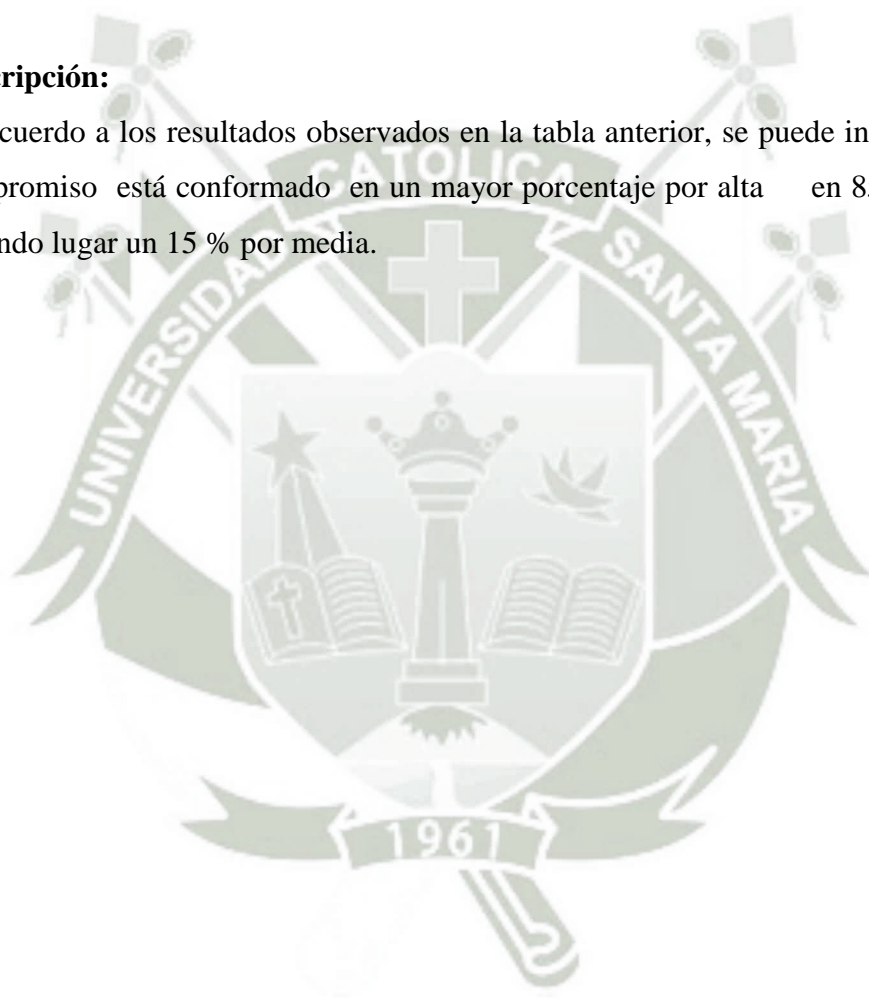 cripción:
cuerdo a los resultados observados en la tabla anterior, se puede in
promiso está conformado en un mayor porcentaje por alta en 8
ndo lugar un 15 % por media.
UNIVERSIDAD CATOLICA SANTA MARIA
1961